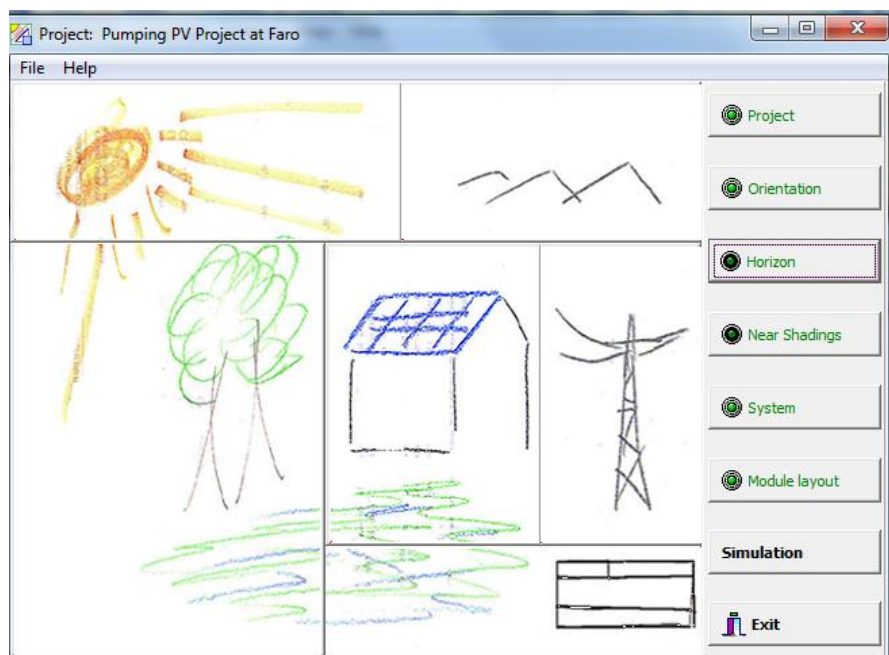 Project: Pumping PV Project at Faro
File Help
Project
Orientation
Horizon
Near Shadings
System
Module layout
Simulation
Exit